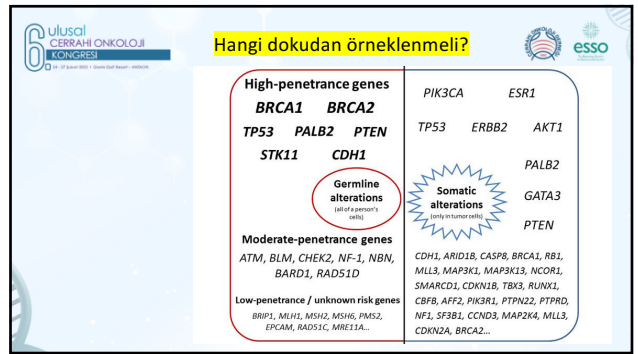 6
ulusal
CERRAHİ ONKOLOJİ
KONGRESİ
Hangi dokudan örneklenmeli?
esso
High-penetrance genes
BRCA1 BRCA2
TP53 PALB2 PTEN
STK11 CDH1
Germline
alterations
(all of a person's
cells)
Moderate-penetrance genes
ATM, BLM, CHEK2, NF-1, NBN,
BARD1, RAD51D
Low-penetrance / unknown risk genes
BRIP1, MLH1, MSH2, MSH6, PMS2,
EPCAM, RAD51C, MRE11A...
PIK3CA ESR1
TP53 ERBB2 AKT1
PALB2
GATA3
PTEN
Somatic
alterations
(only in tumor cells)
CDH1, ARID1B, CASP8, BRCA1, RB1,
MLL3, MAP3K1, MAP3K13, NCOR1,
SMARCD1, CDKN1B, TBX3, RUNX1,
CBFB, AFF2, PIK3R1, PTPN22, PTPRD,
NF1, SF3B1, CCND3, MAP2K4, MLL3,
CDKN2A, BRCA2...